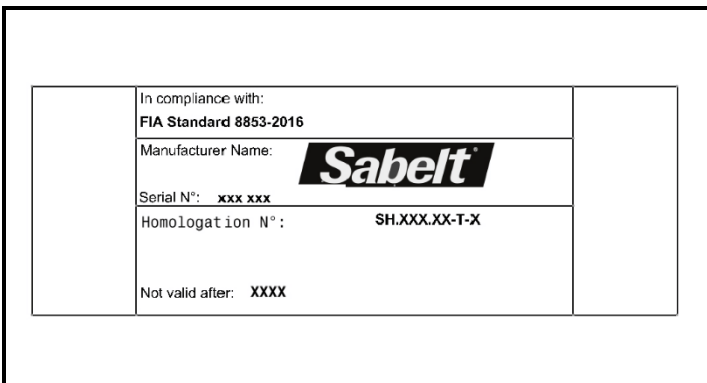 In compliance with:
FIA Standard 8853-2016
Manufacturer Name: Sabelt
Serial N°: xxx xxx
Homologation N°: SH.XXX.XX-T-X
Not valid after: XXXX